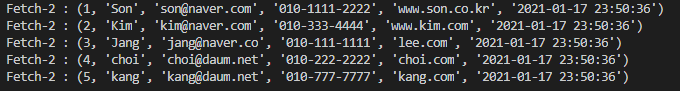 Fetch-2 : (1, 'Son', 'son@naver.com', '010-1111-2222', 'www.son.co.kr', '2021-01-17 23:50:36')
Fetch-2 : (2, 'Kim', 'kim@naver.com', '010-333-4444', 'www.kim.com', '2021-01-17 23:50:36')
Fetch-2 : (3, 'Jang', 'jang@naver.co', '010-111-1111', 'lee.com', '2021-01-17 23:50:36')
Fetch-2 : (4, 'choi', 'choi@daum.net', '010-222-2222', 'choi.com', '2021-01-17 23:50:36')
Fetch-2 : (5, 'kang', 'kang@daum.net', '010-777-7777', 'kang.com', '2021-01-17 23:50:36')